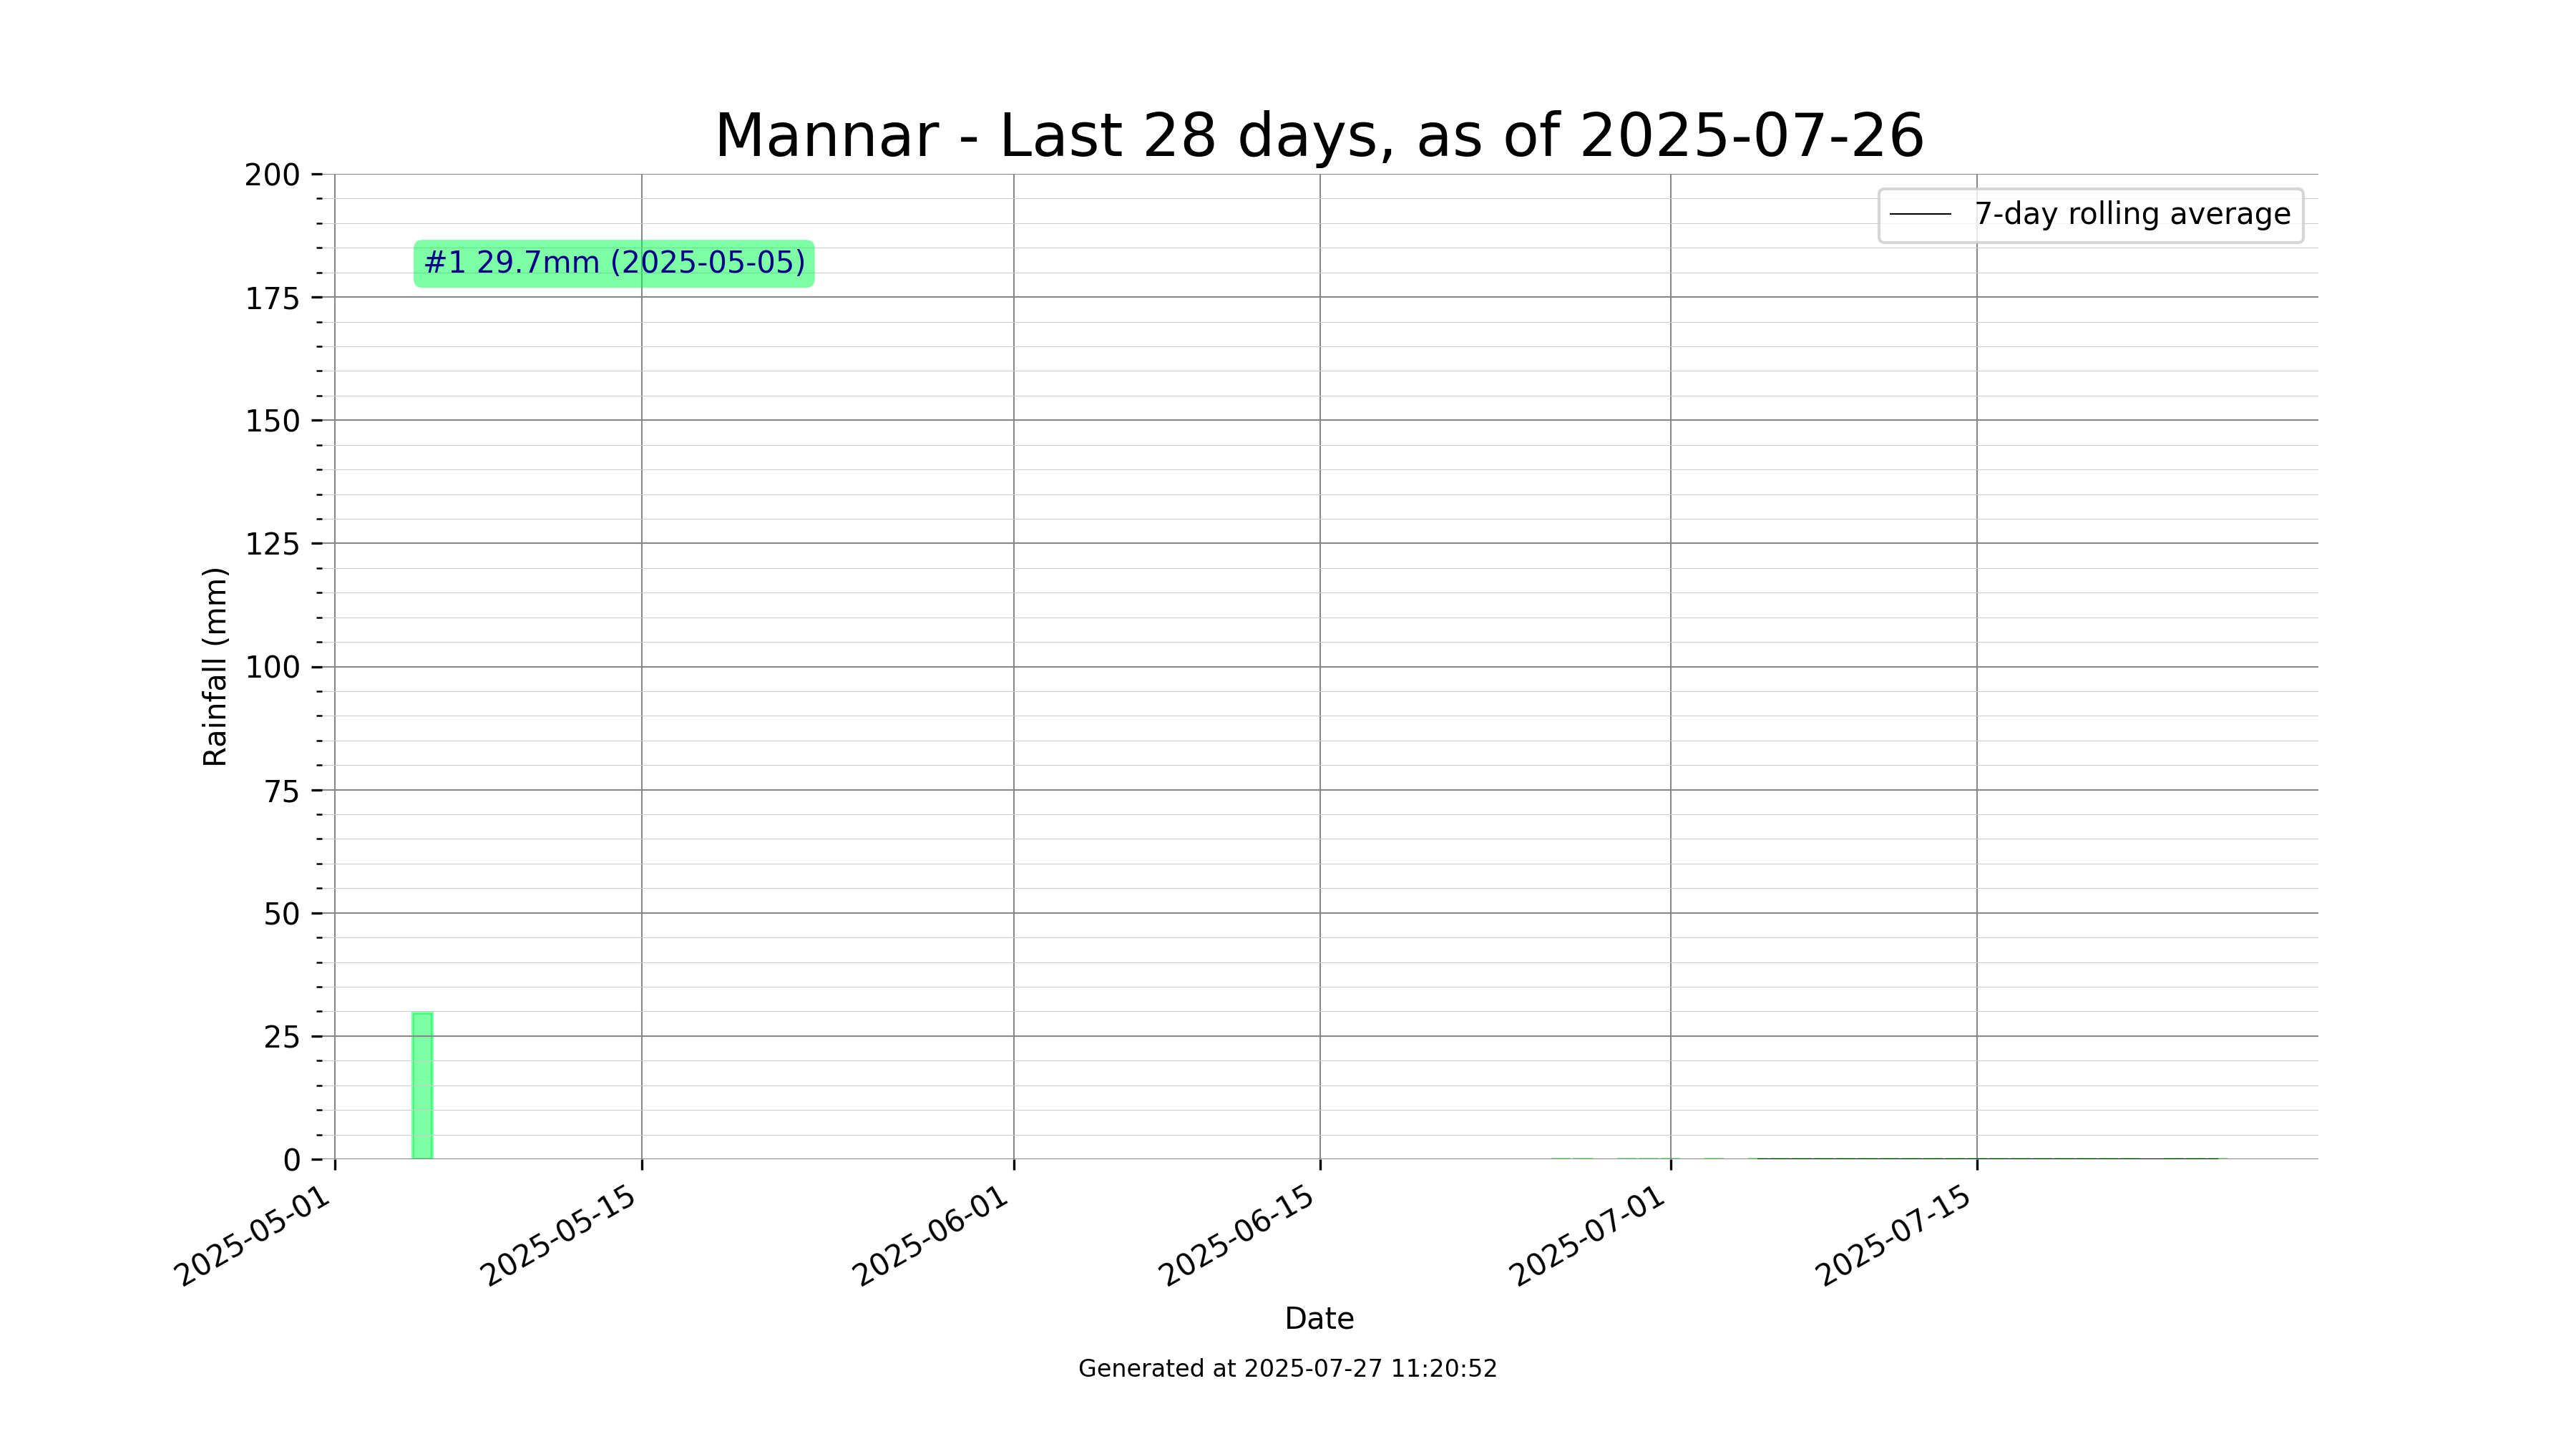 Mannar - Last 28 days, as of 2025-07-26
7-day rolling average
#1 29.7mm (2025-05-05)
Rainfall (mm)
200
175
150
125
100
75
50
25
0
2025-05-01
2025-05-15
2025-06-01
2025-06-15
2025-07-01
2025-07-15
Date
Generated at 2025-07-27 11:20:52